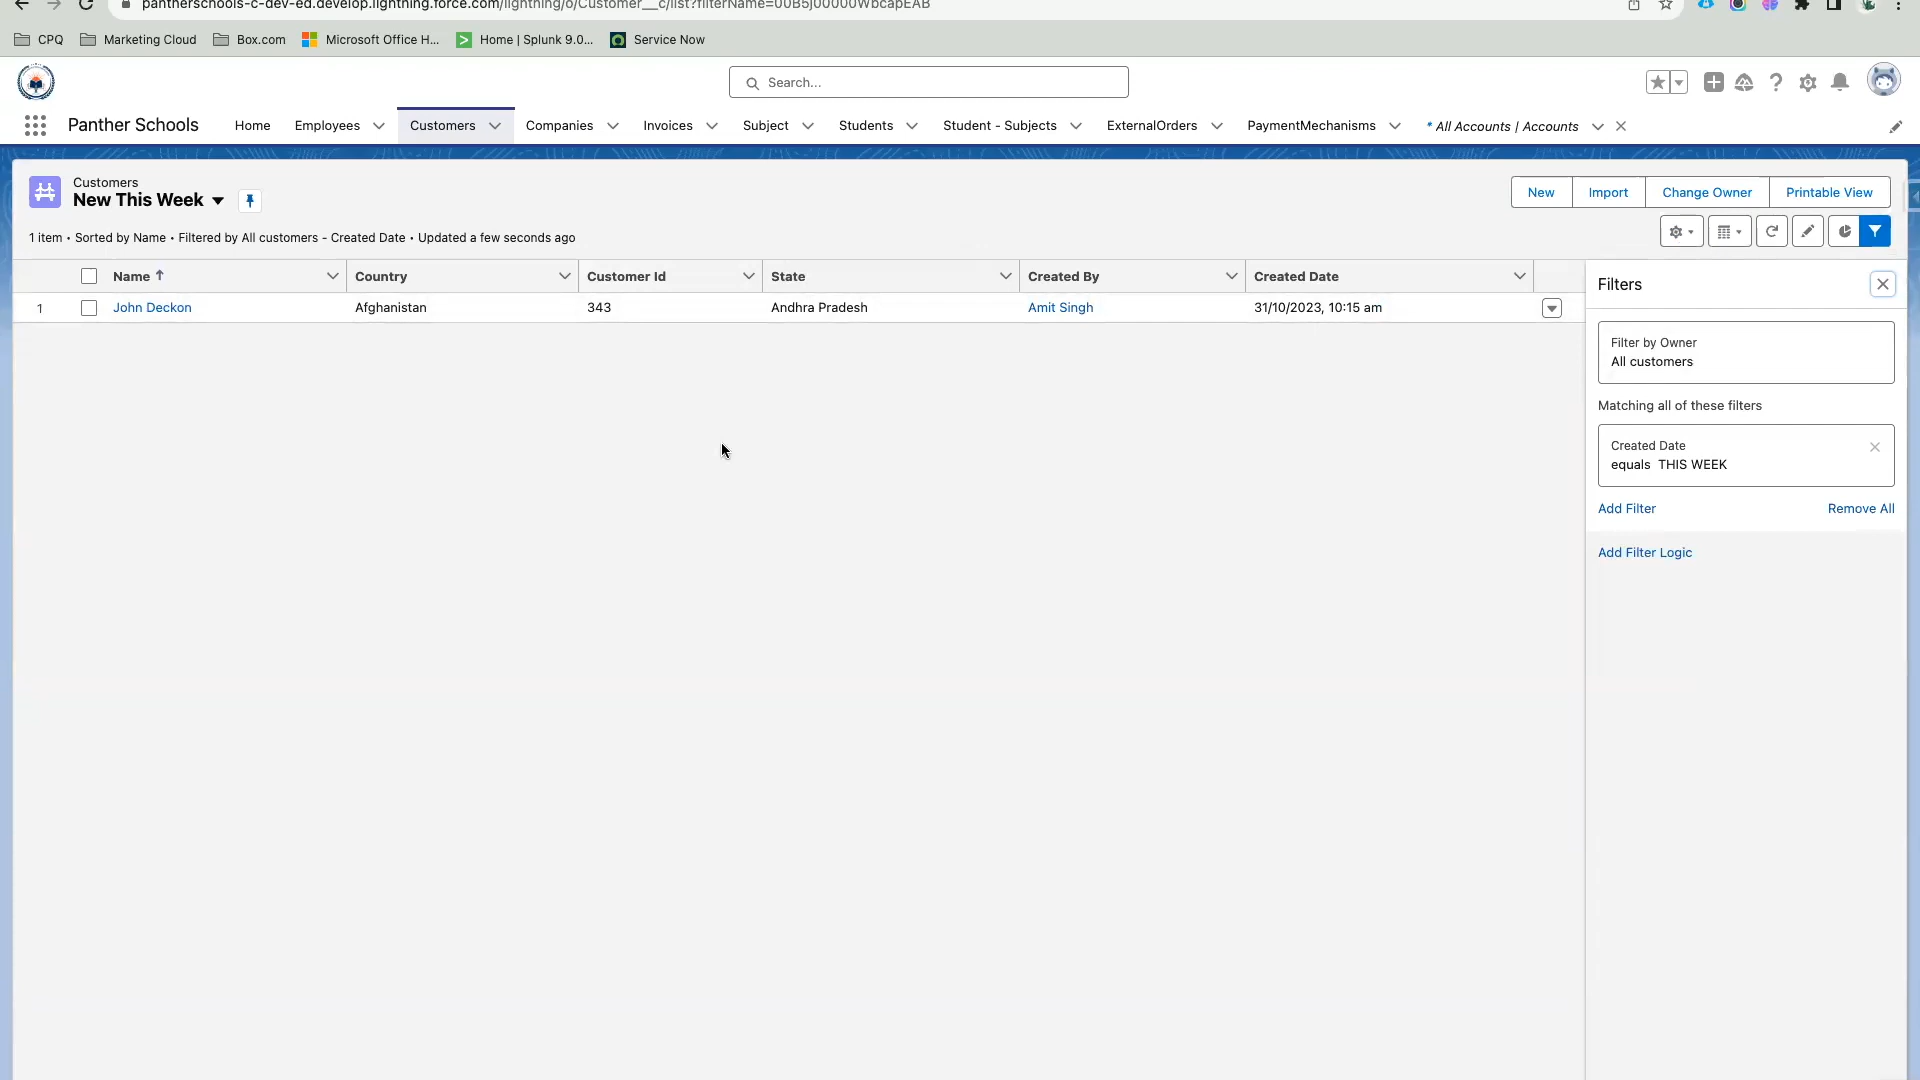 pantherschools-c-dev-ed.develop.lightning.force.com/lightning/o/Customer__c/list?filterName=00B5j00000WbcapEAB
CPQ Marketing Cloud Box.com Microsoft Office H... Home | Splunk 9.0... Service Now
Search...
Panther Schools Home Employees Customers Companies Invoices Subject Students Student - Subjects ExternalOrders PaymentMechanisms * All Accounts | Accounts
Customers
New This Week
New Import Change Owner Printable View
1 item • Sorted by Name • Filtered by All customers - Created Date • Updated a few seconds ago
Name Country Customer Id State Created By Created Date
1 John Deckon Afghanistan 343 Andhra Pradesh Amit Singh 31/10/2023, 10:15 am
Filters
Filter by Owner
All customers
Matching all of these filters
Created Date
equals THIS WEEK
Add Filter Remove All
Add Filter Logic